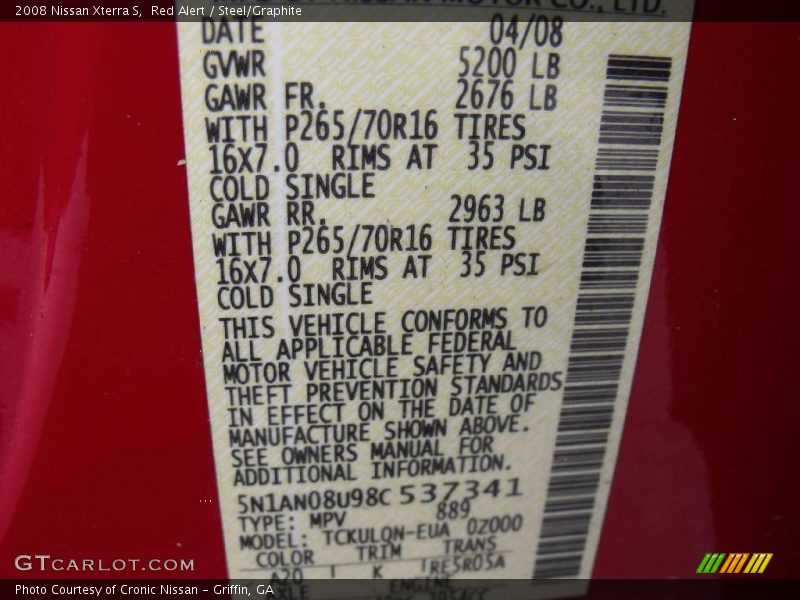 2008 Nissan Xterra S, Red Alert / Steel/Graphite
MOTOR CO., LTD.
DATE 04/08
GVWR 5200 LB
GAWR FR. 2676 LB
WITH P265/70R16 TIRES
16X7.0 RIMS AT 35 PSI
COLD SINGLE
GAWR RR. 2963 LB
WITH P265/70R16 TIRES
16X7.0 RIMS AT 35 PSI
COLD SINGLE
THIS VEHICLE CONFORMS TO
ALL APPLICABLE FEDERAL
MOTOR VEHICLE SAFETY AND
THEFT PREVENTION STANDARDS
IN EFFECT ON THE DATE OF
MANUFACTURE SHOWN ABOVE.
SEE OWNERS MANUAL FOR
ADDITIONAL INFORMATION.
5N1AN08U98C537341
TYPE: MPV 889
MODEL: TCKULQN-EUA 0Z000
COLOR TRIM TRANS
A20 K RE5R05A
ENGINE
GTCARLOT.COM
Photo Courtesy of Cronic Nissan - Griffin, GA